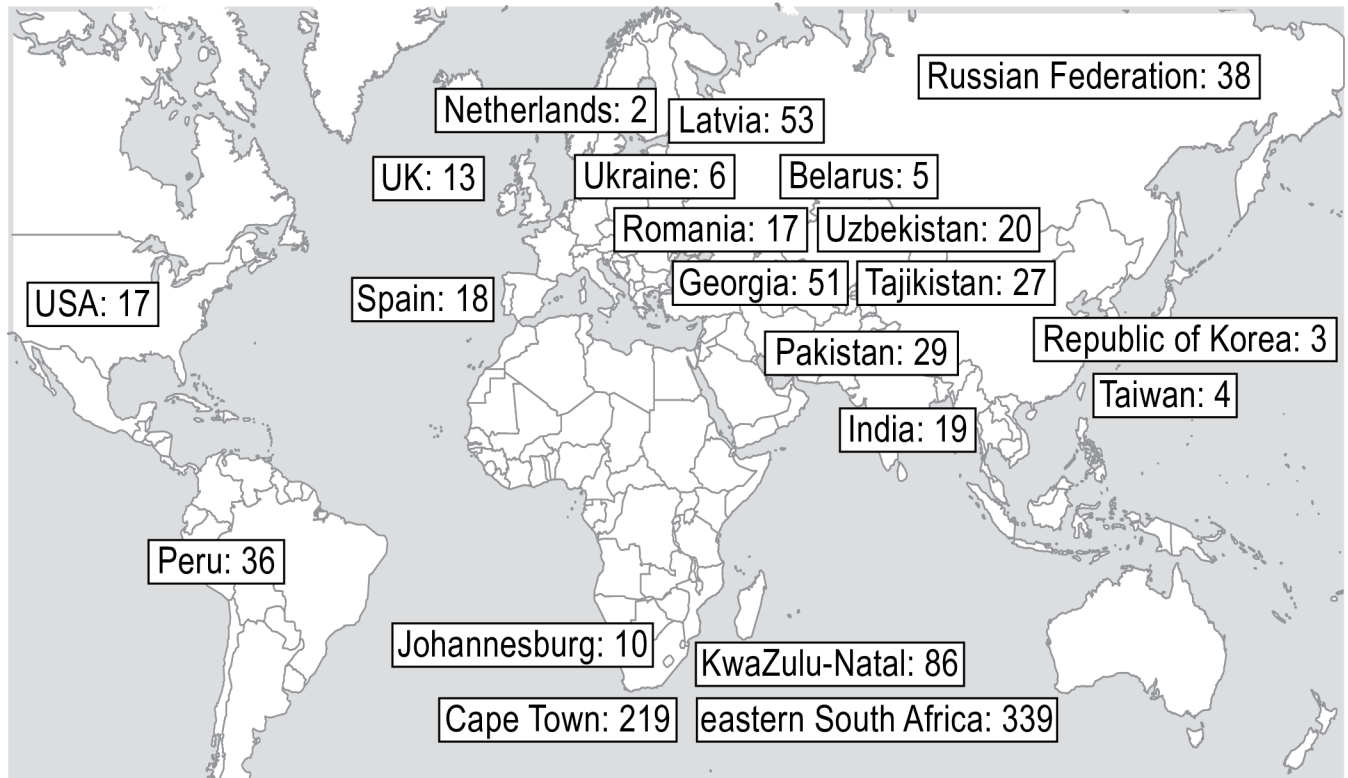 Russian Federation: 38
Netherlands: 2
Latvia: 53
UK: 13
Ukraine: 6
Belarus: 5
Romania: 17
Uzbekistan: 20
USA: 17
Spain: 18
Georgia: 51
Tajikistan: 27
Republic of Korea: 3
Pakistan: 29
Taiwan: 4
India: 19
Peru: 36
Johannesburg: 10
KwaZulu-Natal: 86
Cape Town: 219
eastern South Africa: 339